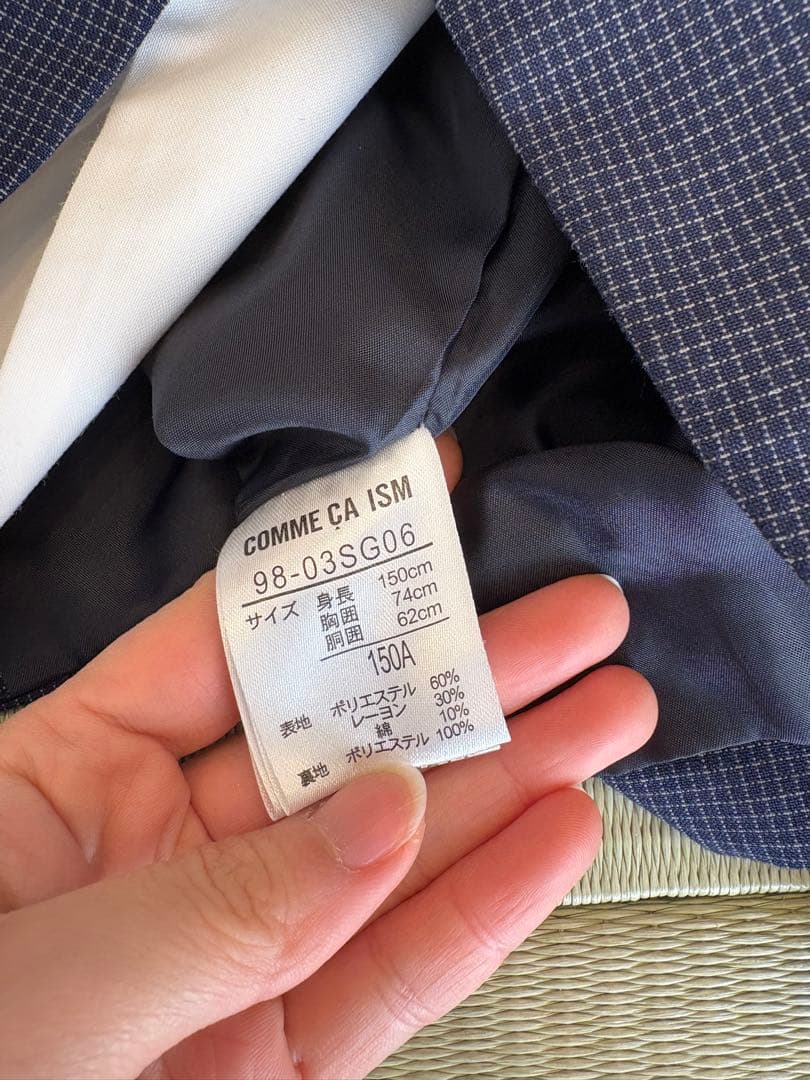 COMME ÇA ISM
98-03SG06
サイズ 身長 150cm
胸囲 74cm
胴囲 62cm
150A
表地 ポリエステル 60%
レーヨン 30%
綿 10%
裏地 ポリエステル 100%